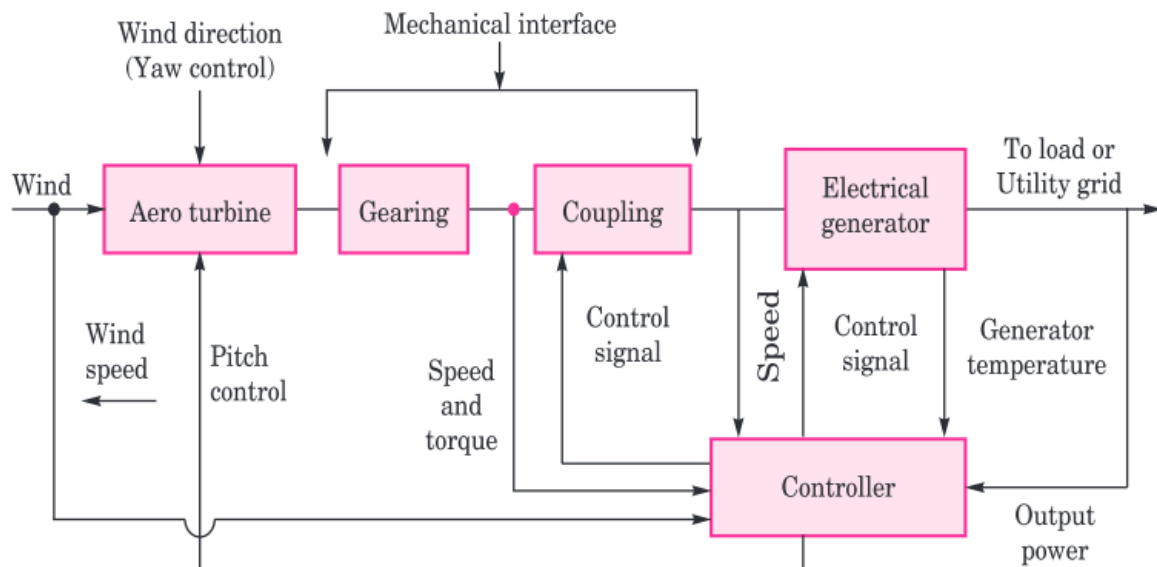 Mechanical interface
Wind direction
(Yaw control)
To load or
Utility grid
Wind
Aero turbine
Gearing
Coupling
Electrical
generator
Wind
speed
Pitch
control
Speed
and
torque
Control
signal
Speed
Control
signal
Generator
temperature
Controller
Output
power